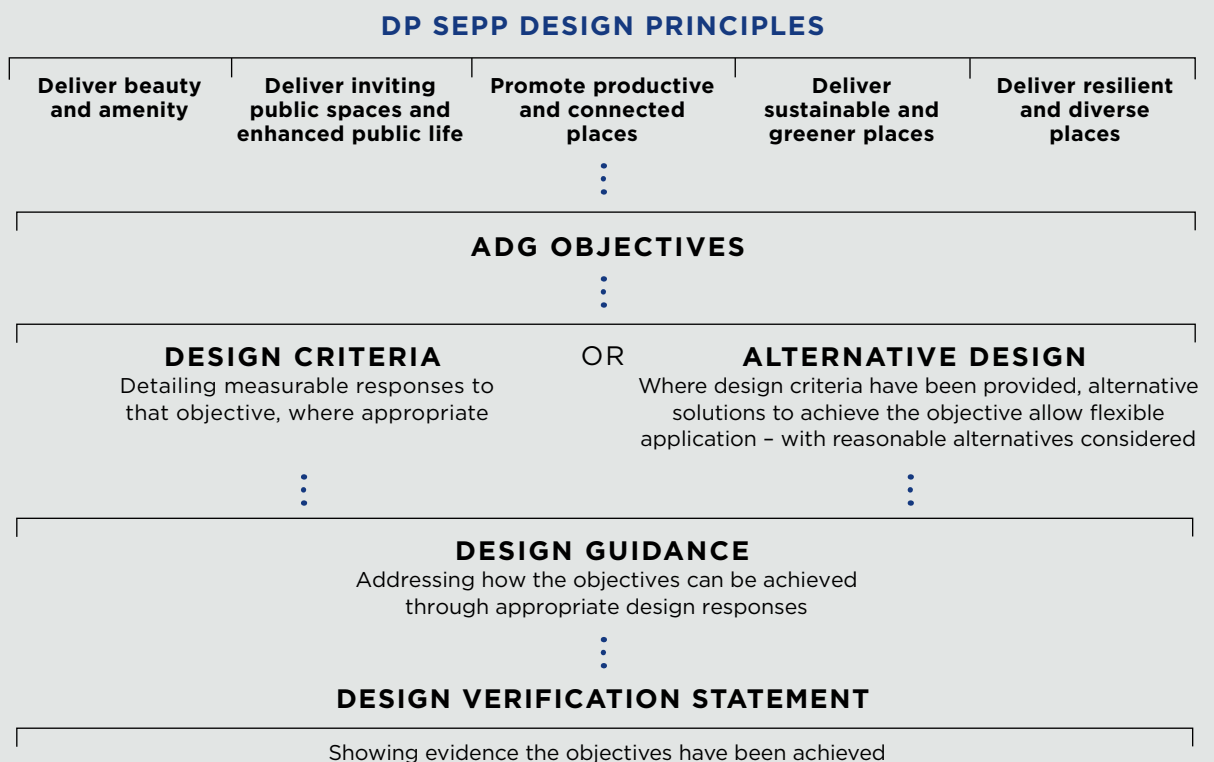 DP SEPP DESIGN PRINCIPLES
Deliver beauty
and amenity
Deliver inviting
public spaces and
enhanced public life
Promote productive
and connected
places
Deliver
sustainable and
greener places
Deliver resilient
and diverse
places
ADG OBJECTIVES
DESIGN CRITERIA
Detailing measurable responses to
that objective, where appropriate
OR
ALTERNATIVE DESIGN
Where design criteria have been provided, alternative
solutions to achieve the objective allow flexible
application – with reasonable alternatives considered
DESIGN GUIDANCE
Addressing how the objectives can be achieved
through appropriate design responses
DESIGN VERIFICATION STATEMENT
Showing evidence the objectives have been achieved